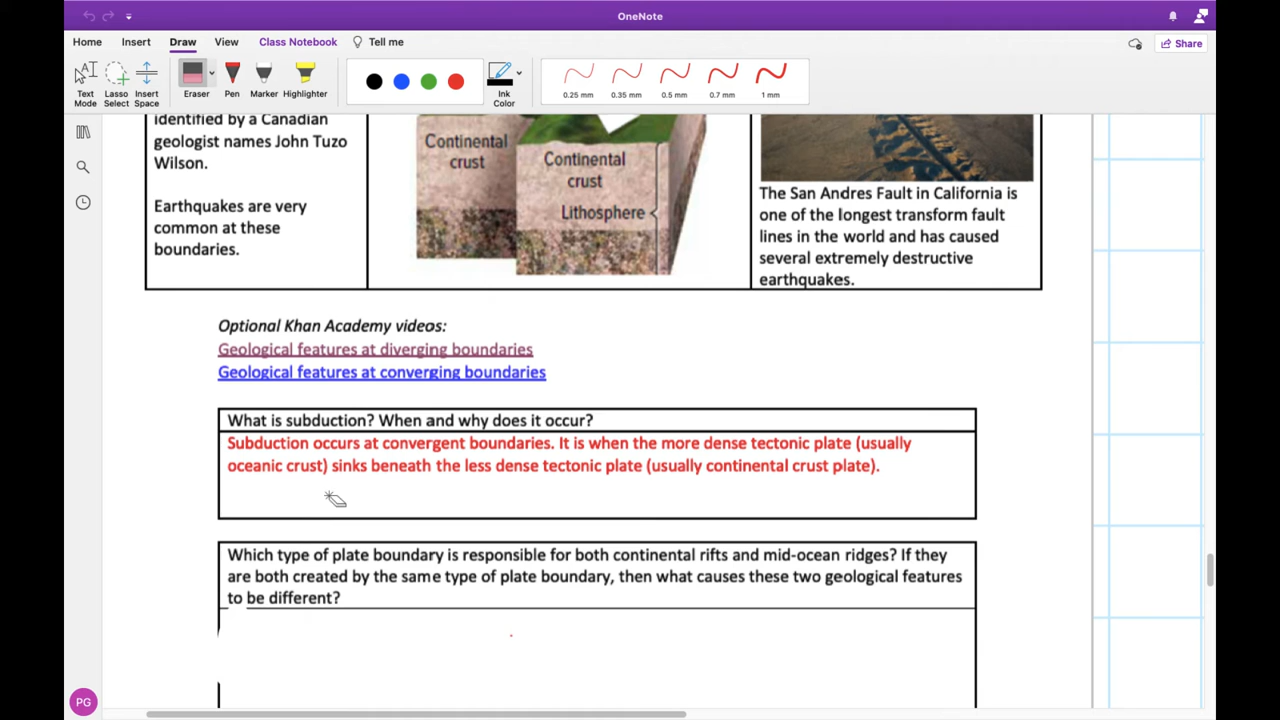 OneNote
Home Insert Draw View Class Notebook Tell me
Share
Text Mode
Lasso Select
Insert Space
Eraser
Pen
Marker
Highlighter
Ink Color
0.25 mm 0.35 mm 0.5 mm 0.7 mm 1 mm
identified by a Canadian
geologist names John Tuzo
Wilson.
Earthquakes are very
common at these
boundaries.
Continental
crust
Continental
crust
Lithosphere
The San Andres Fault in California is
one of the longest transform fault
lines in the world and has caused
several extremely destructive
earthquakes.
Optional Khan Academy videos:
Geological features at diverging boundaries
Geological features at converging boundaries
What is subduction? When and why does it occur?
Subduction occurs at convergent boundaries. It is when the more dense tectonic plate (usually
oceanic crust) sinks beneath the less dense tectonic plate (usually continental crust plate).
Which type of plate boundary is responsible for both continental rifts and mid-ocean ridges? If they
are both created by the same type of plate boundary, then what causes these two geological features
to be different?
PG